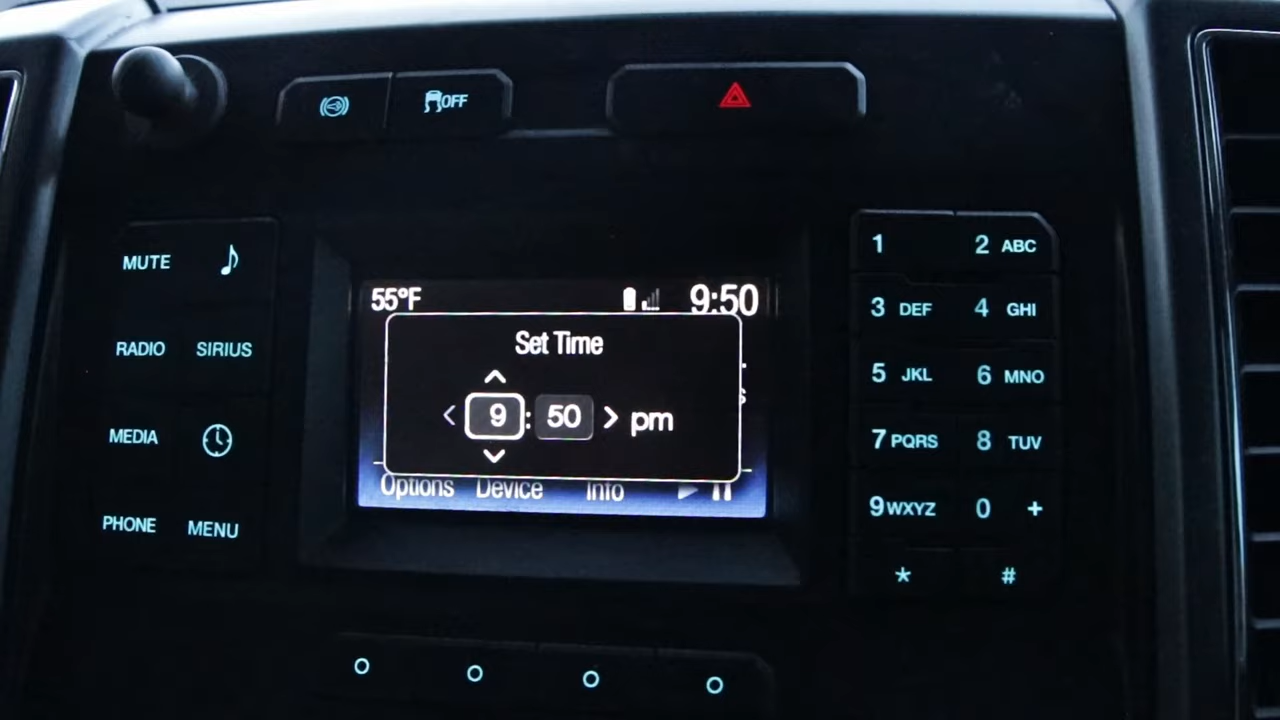 OFF
MUTE
RADIO SIRIUS
MEDIA
PHONE MENU
55°F 9:50
Set Time
9 : 50 pm
Options Device Info
1 2 ABC
3 DEF 4 GHI
5 JKL 6 MNO
7 PQRS 8 TUV
9 WXYZ 0 +
* #